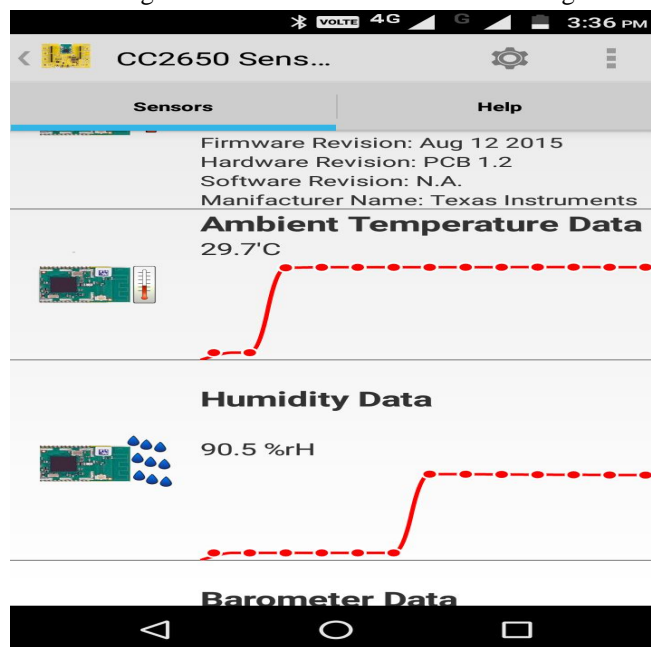 VOLTE 4G G 3:36 PM
CC2650 Sens...
Sensors Help
Firmware Revision: Aug 12 2015
Hardware Revision: PCB 1.2
Software Revision: N.A.
Manifacturer Name: Texas Instruments
Ambient Temperature Data
29.7'C
Humidity Data
90.5 %rH
Barometer Data